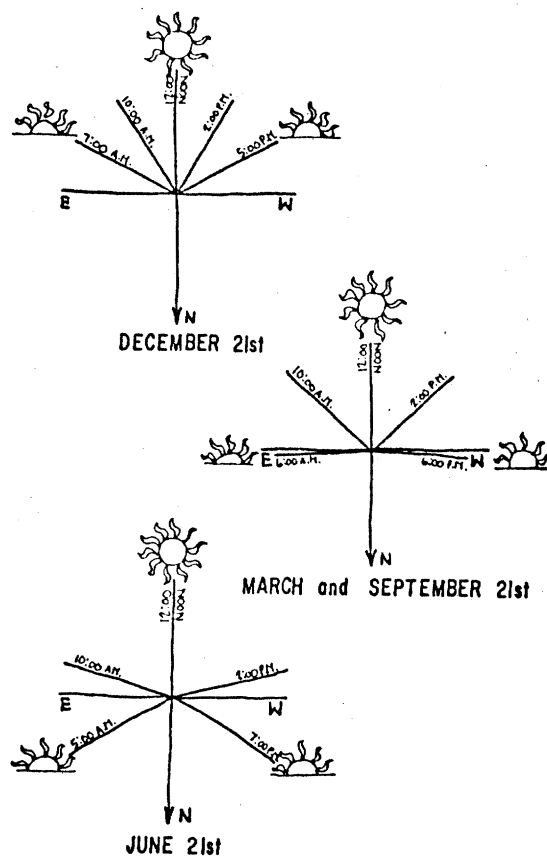 12:00
NOON
10:00 A.M.
2:00 P.M.
7:00 A.M.
5:00 P.M.
E
W
N
DECEMBER 21st
12:00
NOON
10:00 A.M.
2:00 P.M.
E
W
6:00 A.M.
6:00 P.M.
N
MARCH and SEPTEMBER 21st
12:00
NOON
10:00 A.M.
2:00 P.M.
E
W
5:00 A.M.
7:00 P.M.
N
JUNE 21st